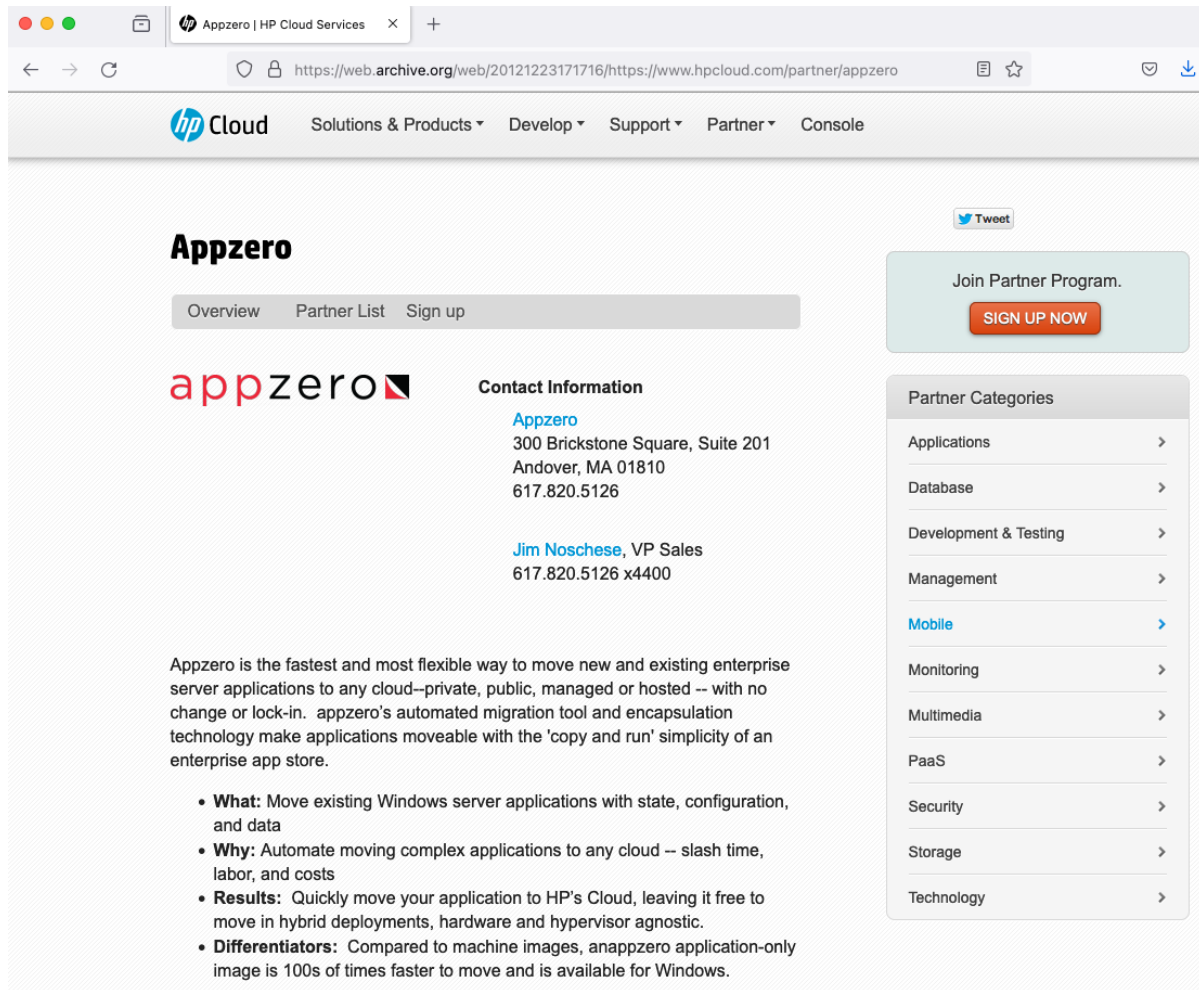 Appzero | HP Cloud Services
https://web.archive.org/web/20121223171716/https://www.hpcloud.com/partner/appzero
hp Cloud Solutions & Products Develop Support Partner Console
Tweet
Appzero
Overview Partner List Sign up
Join Partner Program.
SIGN UP NOW
appzero
Contact Information
Appzero
300 Brickstone Square, Suite 201
Andover, MA 01810
617.820.5126
Jim Noschese, VP Sales
617.820.5126 x4400
Appzero is the fastest and most flexible way to move new and existing enterprise
server applications to any cloud--private, public, managed or hosted -- with no
change or lock-in.  appzero's automated migration tool and encapsulation
technology make applications moveable with the 'copy and run' simplicity of an
enterprise app store.
• What: Move existing Windows server applications with state, configuration,
and data
• Why: Automate moving complex applications to any cloud -- slash time,
labor, and costs
• Results:  Quickly move your application to HP's Cloud, leaving it free to
move in hybrid deployments, hardware and hypervisor agnostic.
• Differentiators:  Compared to machine images, anappzero application-only
image is 100s of times faster to move and is available for Windows.
Partner Categories
Applications
Database
Development & Testing
Management
Mobile
Monitoring
Multimedia
PaaS
Security
Storage
Technology